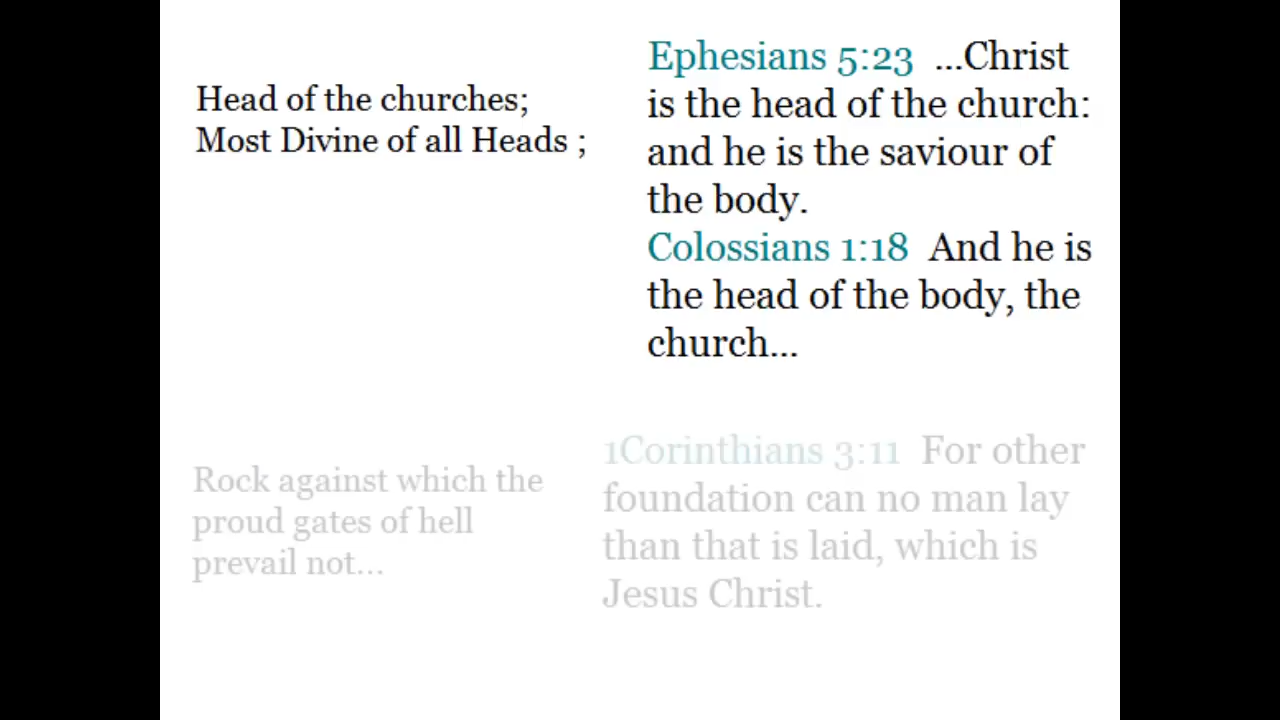 Head of the churches;
Most Divine of all Heads ;
Ephesians 5:23 ...Christ
is the head of the church:
and he is the saviour of
the body.
Colossians 1:18 And he is
the head of the body, the
church...
Rock against which the
proud gates of hell
prevail not...
1Corinthians 3:11 For other
foundation can no man lay
than that is laid, which is
Jesus Christ.